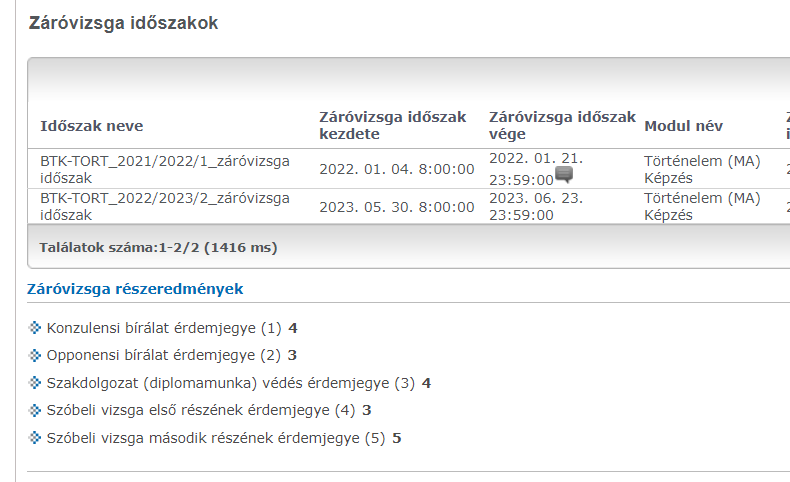 Záróvizsga időszakok
Időszak neve Záróvizsga időszak kezdete Záróvizsga időszak vége Modul név
BTK-TORT_2021/2022/1_záróvizsga időszak 2022. 01. 04. 8:00:00 2022. 01. 21. 23:59:00 Történelem (MA) Képzés 2
BTK-TORT_2022/2023/2_záróvizsga időszak 2023. 05. 30. 8:00:00 2023. 06. 23. 23:59:00 Történelem (MA) Képzés 2
Találatok száma:1-2/2 (1416 ms)
Záróvizsga részeredmények
Konzulensi bírálat érdemjegye (1) 4
Opponensi bírálat érdemjegye (2) 3
Szakdolgozat (diplomamunka) védés érdemjegye (3) 4
Szóbeli vizsga első részének érdemjegye (4) 3
Szóbeli vizsga második részének érdemjegye (5) 5